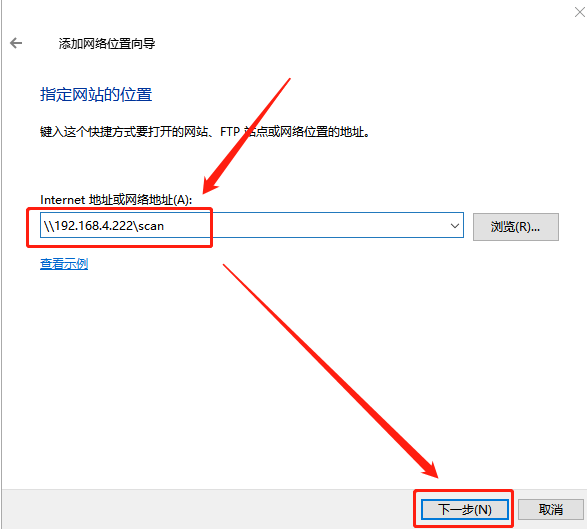 添加网络位置向导
指定网站的位置
键入这个快捷方式要打开的网站、FTP 站点或网络位置的地址。
Internet 地址或网络地址(A):
\\192.168.4.222\scan
浏览(R)...
查看示例
下一步(N)
取消